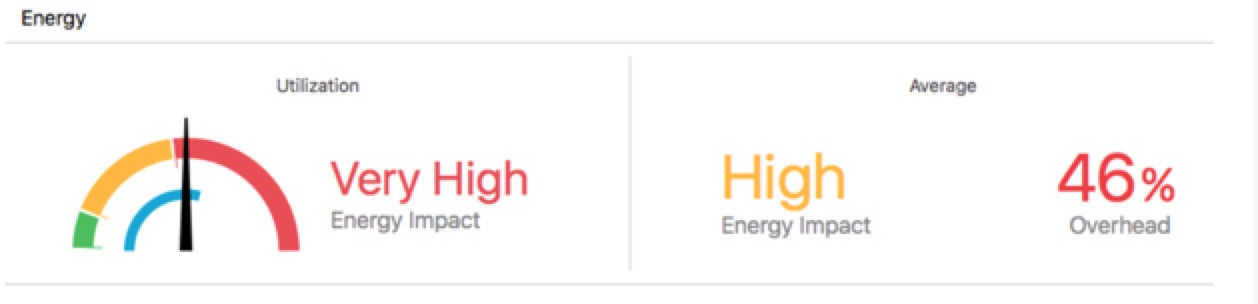 Energy
Utilization
Very High
Energy Impact
Average
High
Energy Impact
46%
Overhead